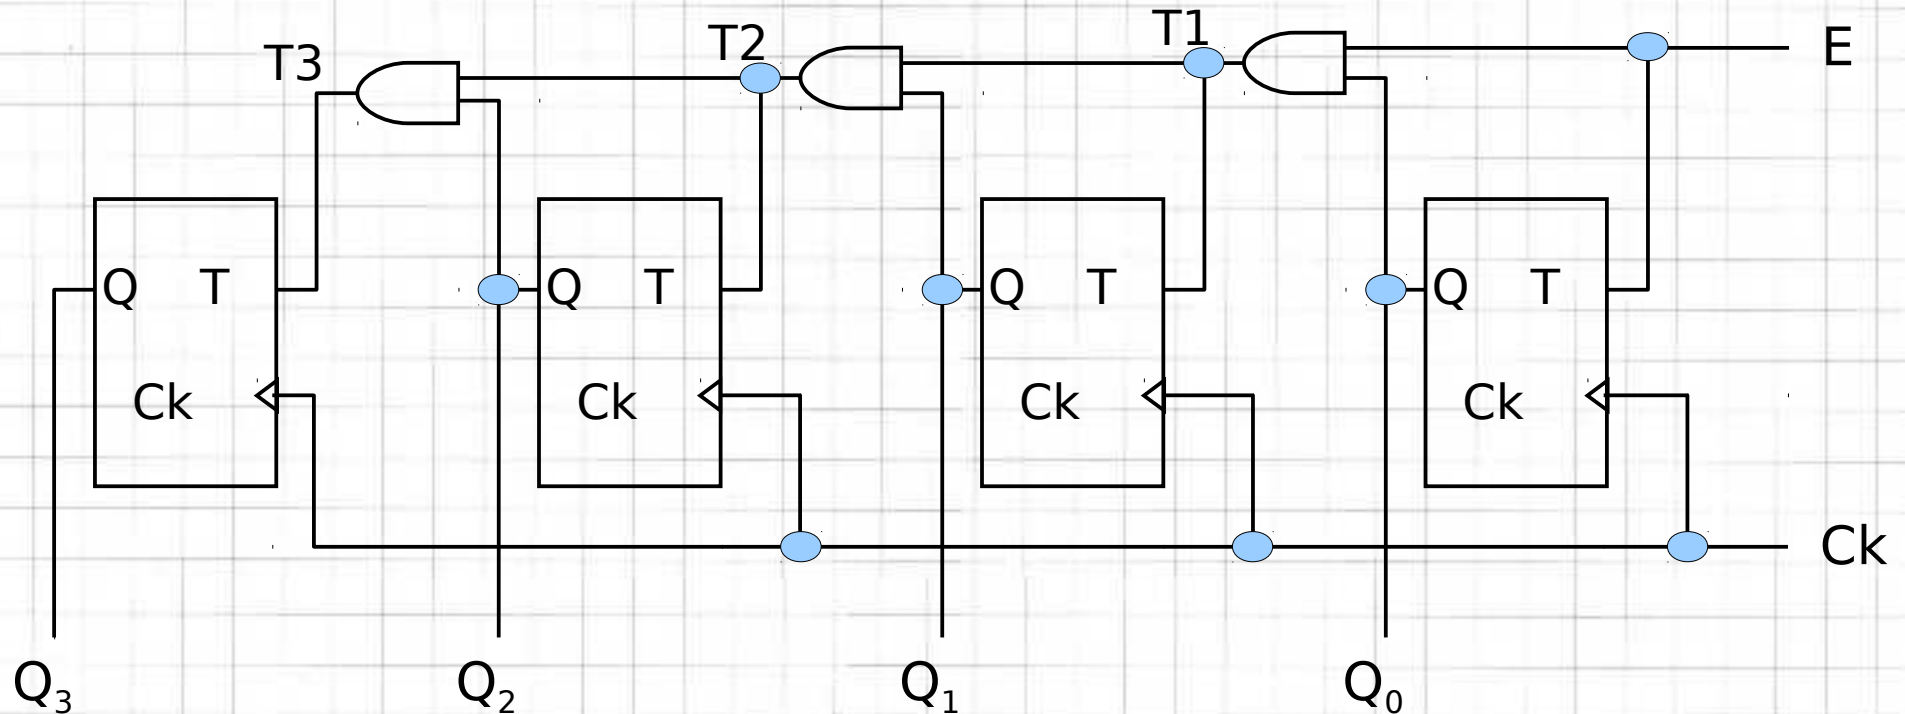 T3 T2 T1 E
Q T Q T Q T Q T
Ck Ck Ck Ck
Ck
Q3 Q2 Q1 Q0